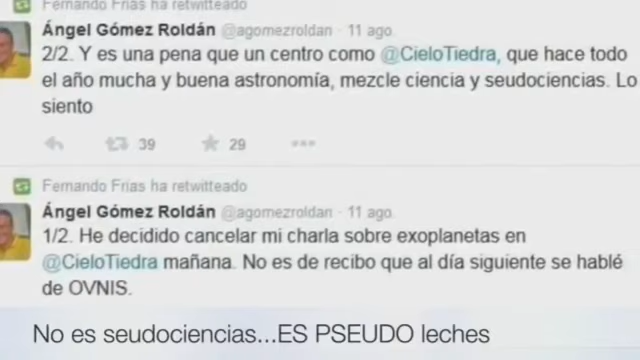 Fernando Frías ha retwitteado
Ángel Gómez Roldán @agomezroldan · 11 ago.
2/2. Y es una pena que un centro como @CieloTiedra, que hace todo
el año mucha y buena astronomía, mezcle ciencia y seudociencias. Lo
siento
39 29
Fernando Frías ha retwitteado
Ángel Gómez Roldán @agomezroldan · 11 ago.
1/2. He decidido cancelar mi charla sobre exoplanetas en
@CieloTiedra mañana. No es de recibo que al día siguiente se hablé
de OVNIS.
No es seudociencias...ES PSEUDO leches